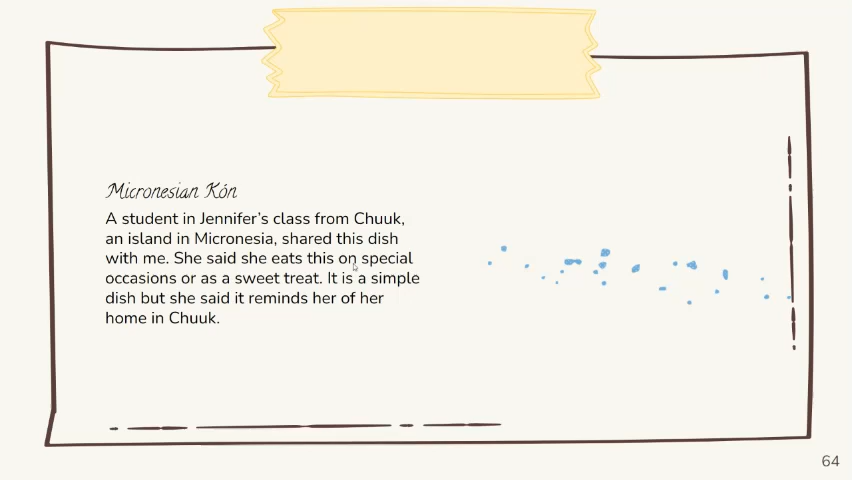 Micronesian Kón
A student in Jennifer's class from Chuuk,
an island in Micronesia, shared this dish
with me. She said she eats this on special
occasions or as a sweet treat. It is a simple
dish but she said it reminds her of her
home in Chuuk.
64